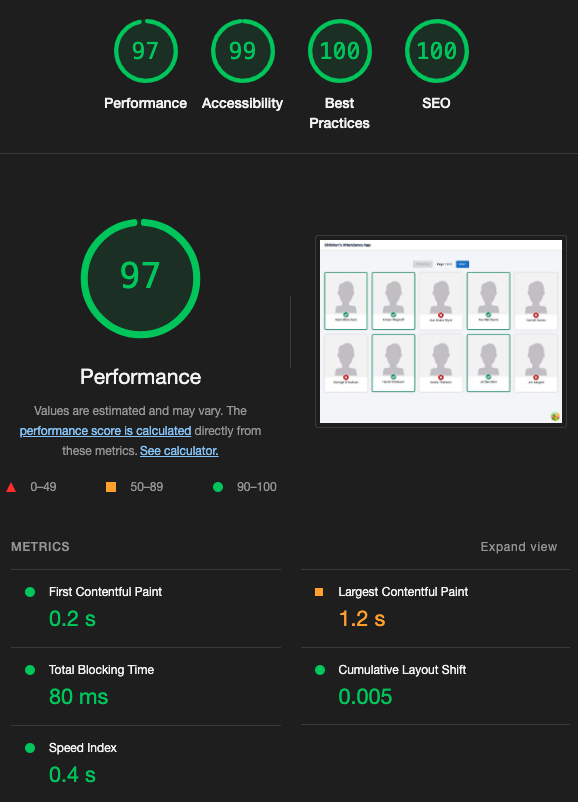 97
99
100
100
Performance
Accessibility
Best
Practices
SEO
97
Performance
Values are estimated and may vary. The
performance score is calculated directly from
these metrics. See calculator.
0–49
50–89
90–100
Children's Attendance App
METRICS
Expand view
First Contentful Paint
0.2 s
Largest Contentful Paint
1.2 s
Total Blocking Time
80 ms
Cumulative Layout Shift
0.005
Speed Index
0.4 s